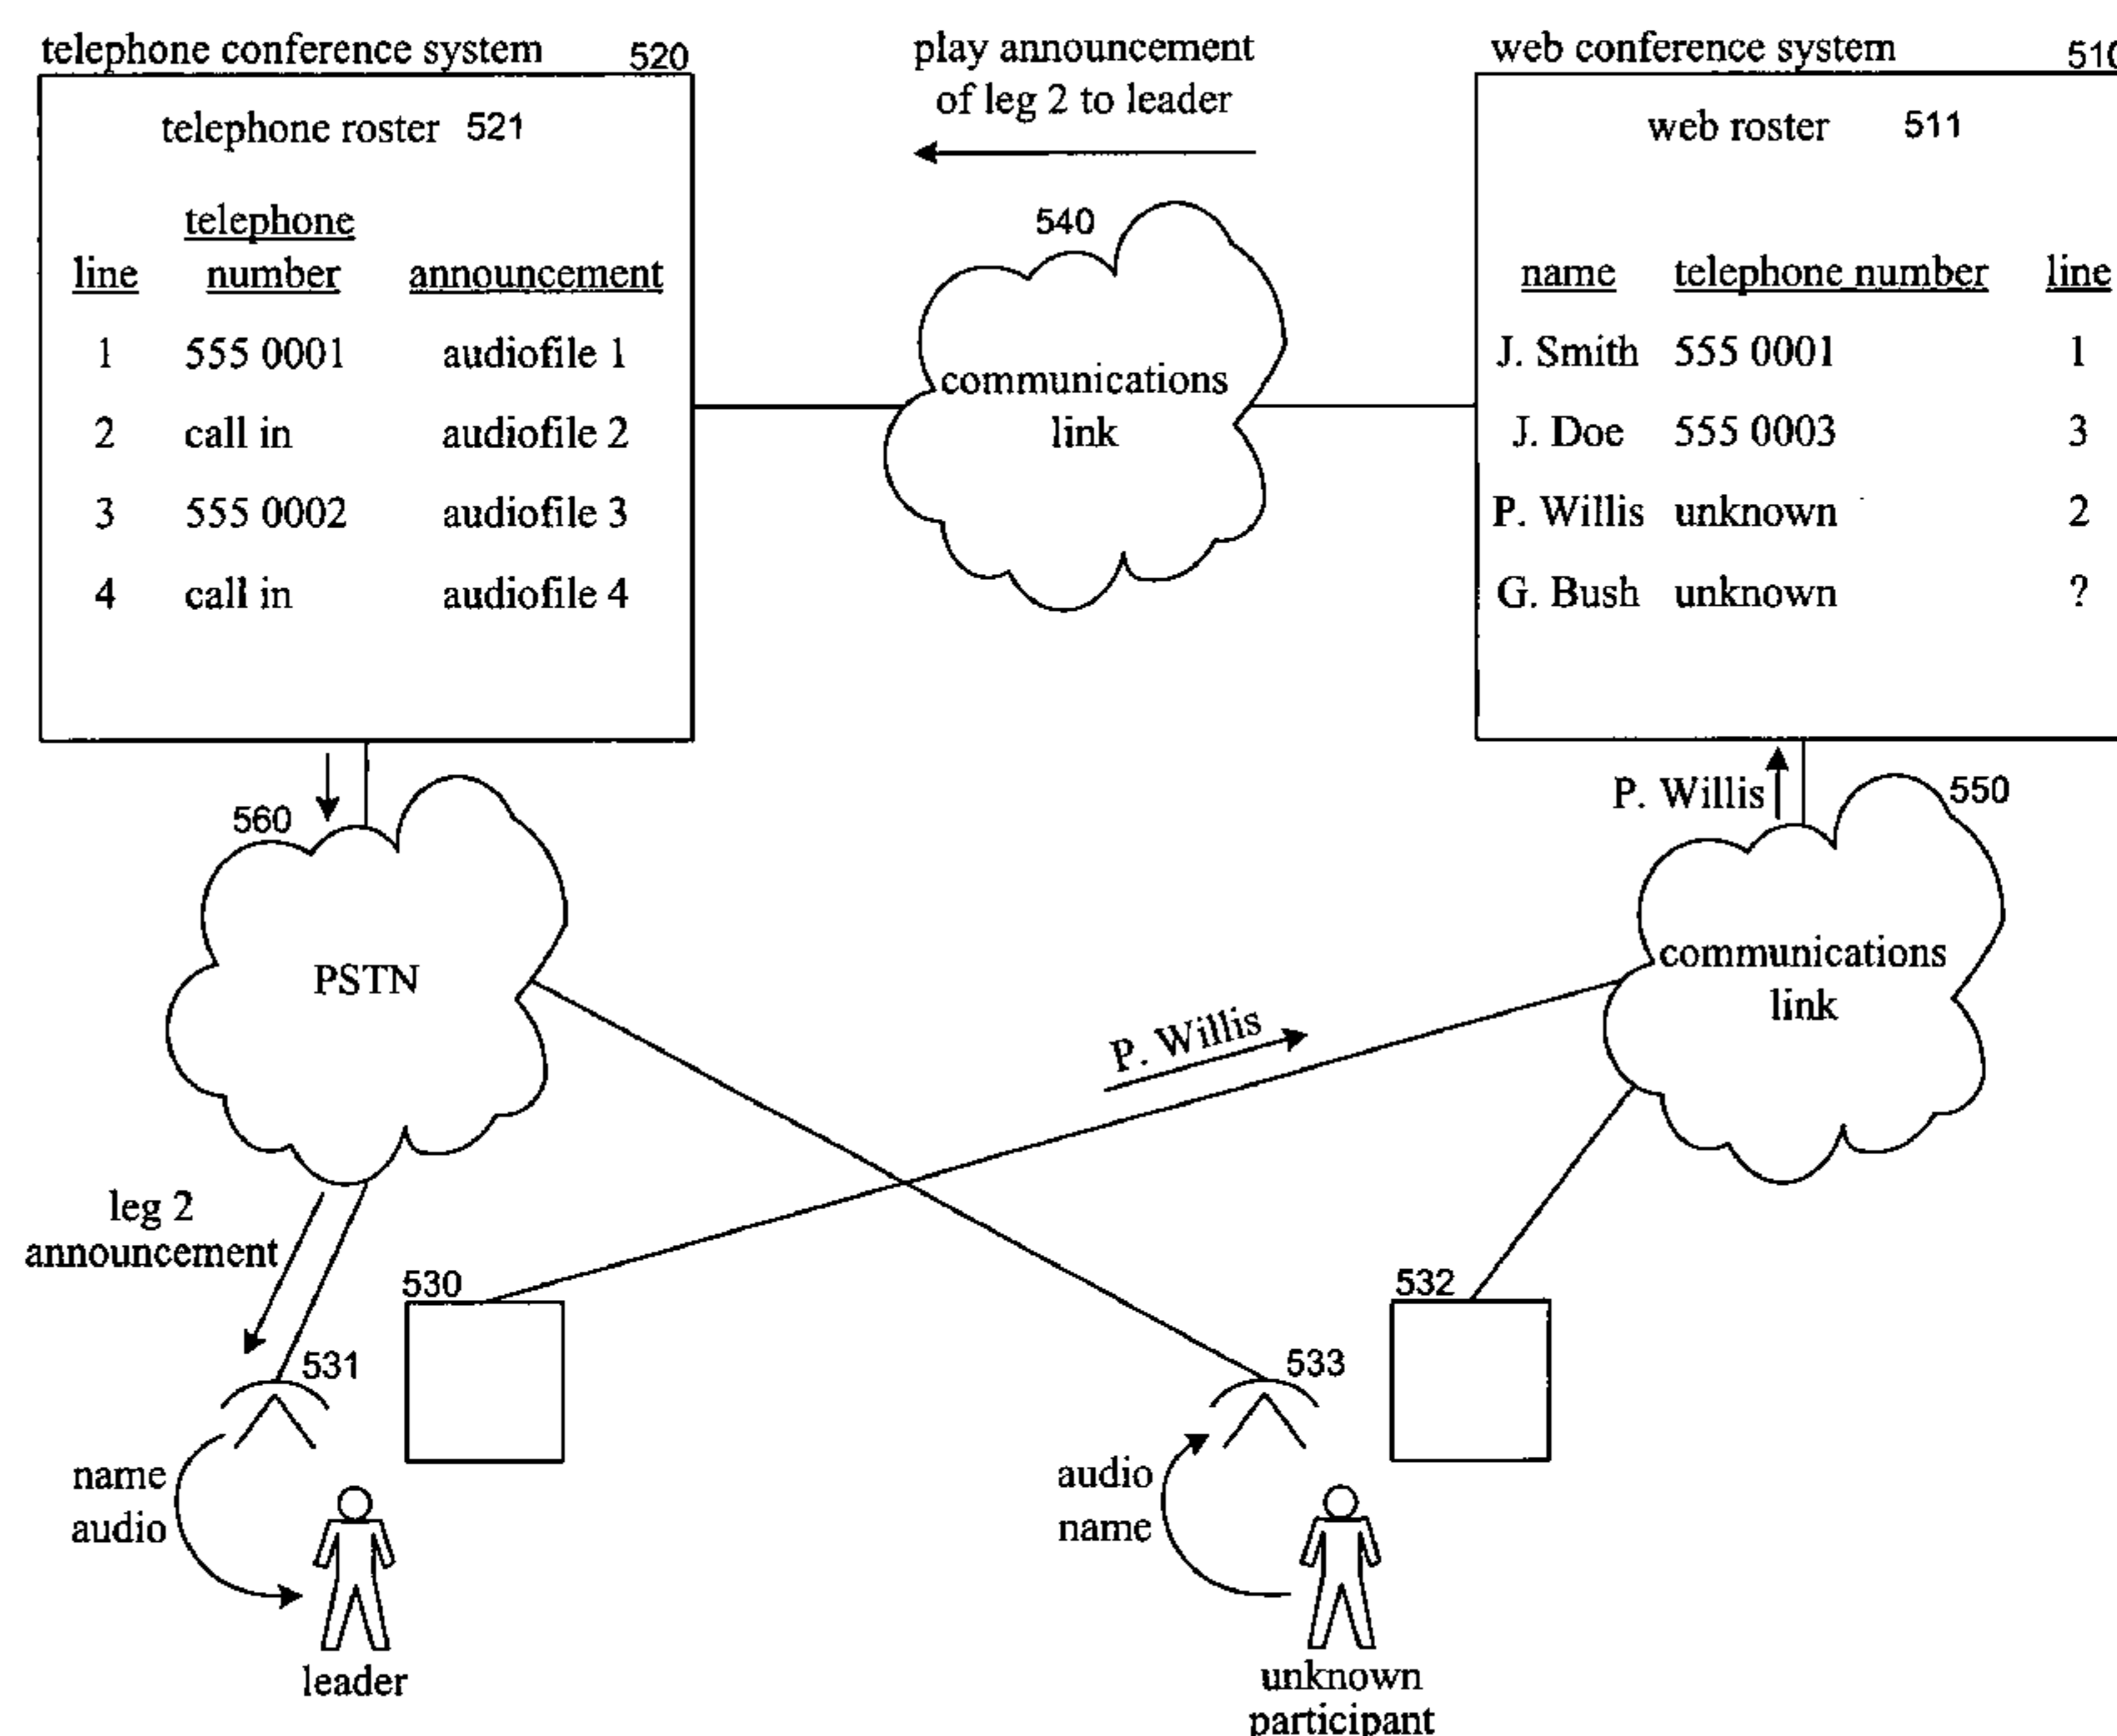 telephone conference system 520
telephone roster 521
telephone
line number announcement
1 555 0001 audiofile 1
2 call in audiofile 2
3 555 0002 audiofile 3
4 call in audiofile 4
play announcement
of leg 2 to leader
540
communications
link
web conference system 510
web roster 511
name telephone number line
J. Smith 555 0001 1
J. Doe 555 0003 3
P. Willis unknown 2
G. Bush unknown ?
560
PSTN
P. Willis
550
communications
link
P. Willis
leg 2
announcement
530
531
name
audio
leader
532
533
audio
name
unknown
participant